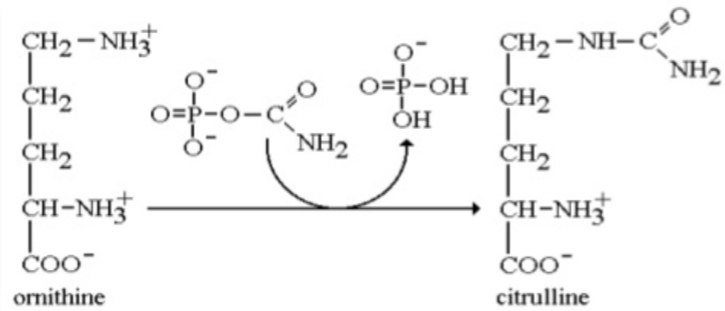 CH₂–NH₃⁺
CH₂
CH₂
CH–NH₃⁺
COO⁻
ornithine
O⁻
O=P–O–C=O
O⁻
NH₂
O⁻
O=P–OH
OH
CH₂–NH–C=O
NH₂
CH₂
CH₂
CH–NH₃⁺
COO⁻
citrulline